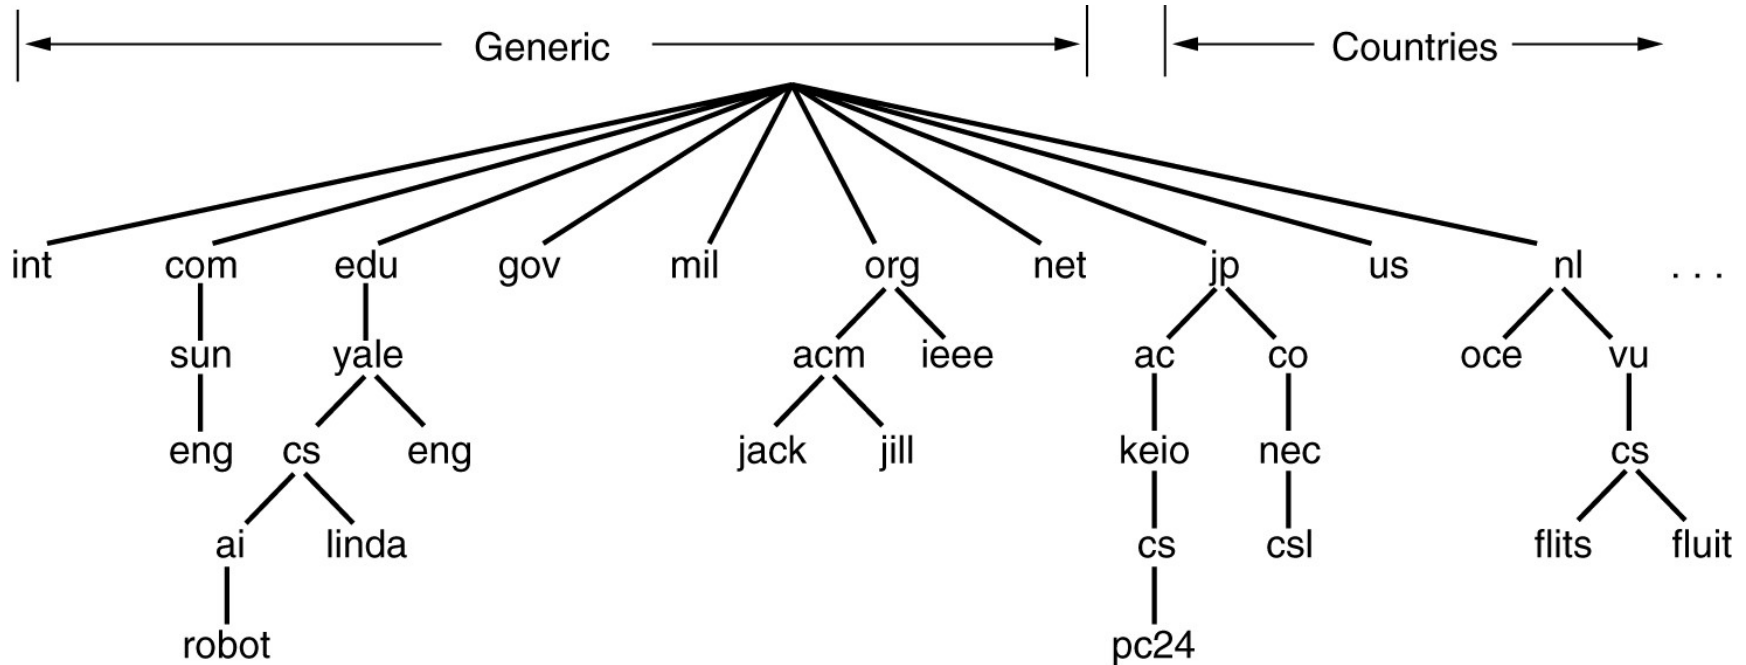 Generic Countries
int com edu gov mil org net jp us nl . . .
sun yale acm ieee ac co oce vu
eng cs eng jack jill keio nec cs
ai linda cs csl flits fluit
robot pc24